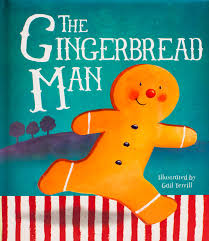 THE
GINGERBREAD
MAN
Illustrated by
Gail Yerrill